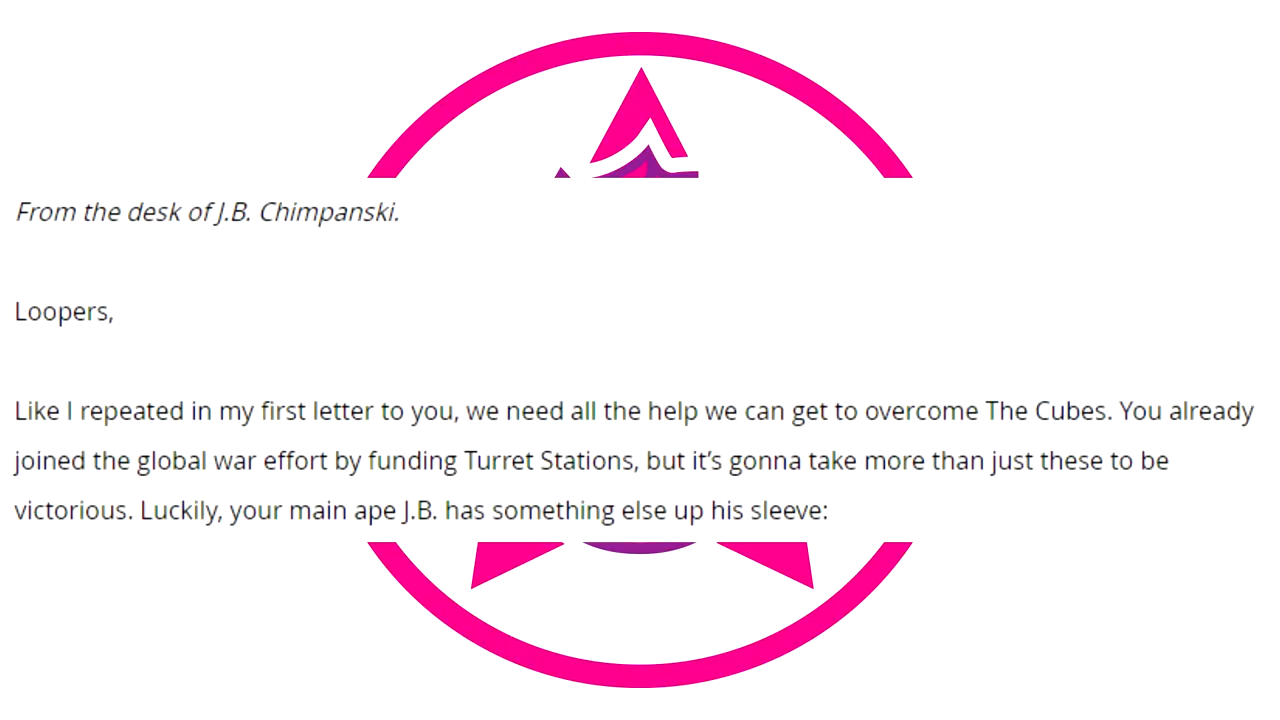 From the desk of J.B. Chimpanski.
Loopers,
Like I repeated in my first letter to you, we need all the help we can get to overcome The Cubes. You already
joined the global war effort by funding Turret Stations, but it’s gonna take more than just these to be
victorious. Luckily, your main ape J.B. has something else up his sleeve: